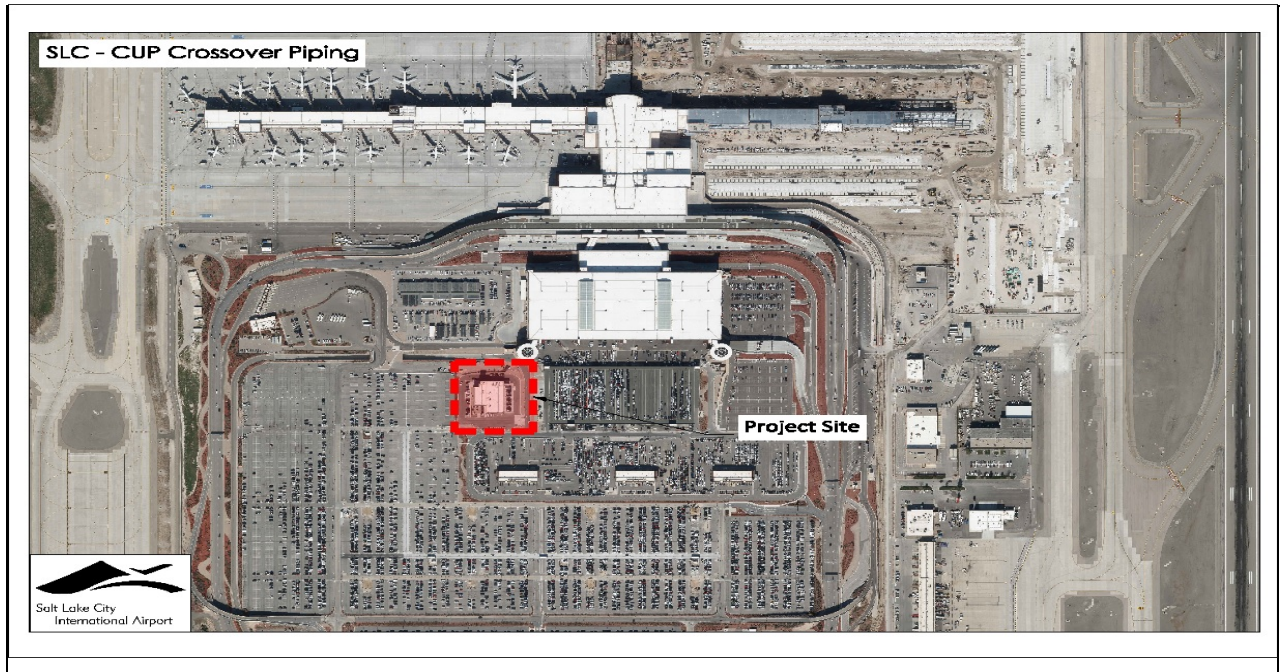 SLC - CUP Crossover Piping
Project Site
Salt Lake City
International Airport